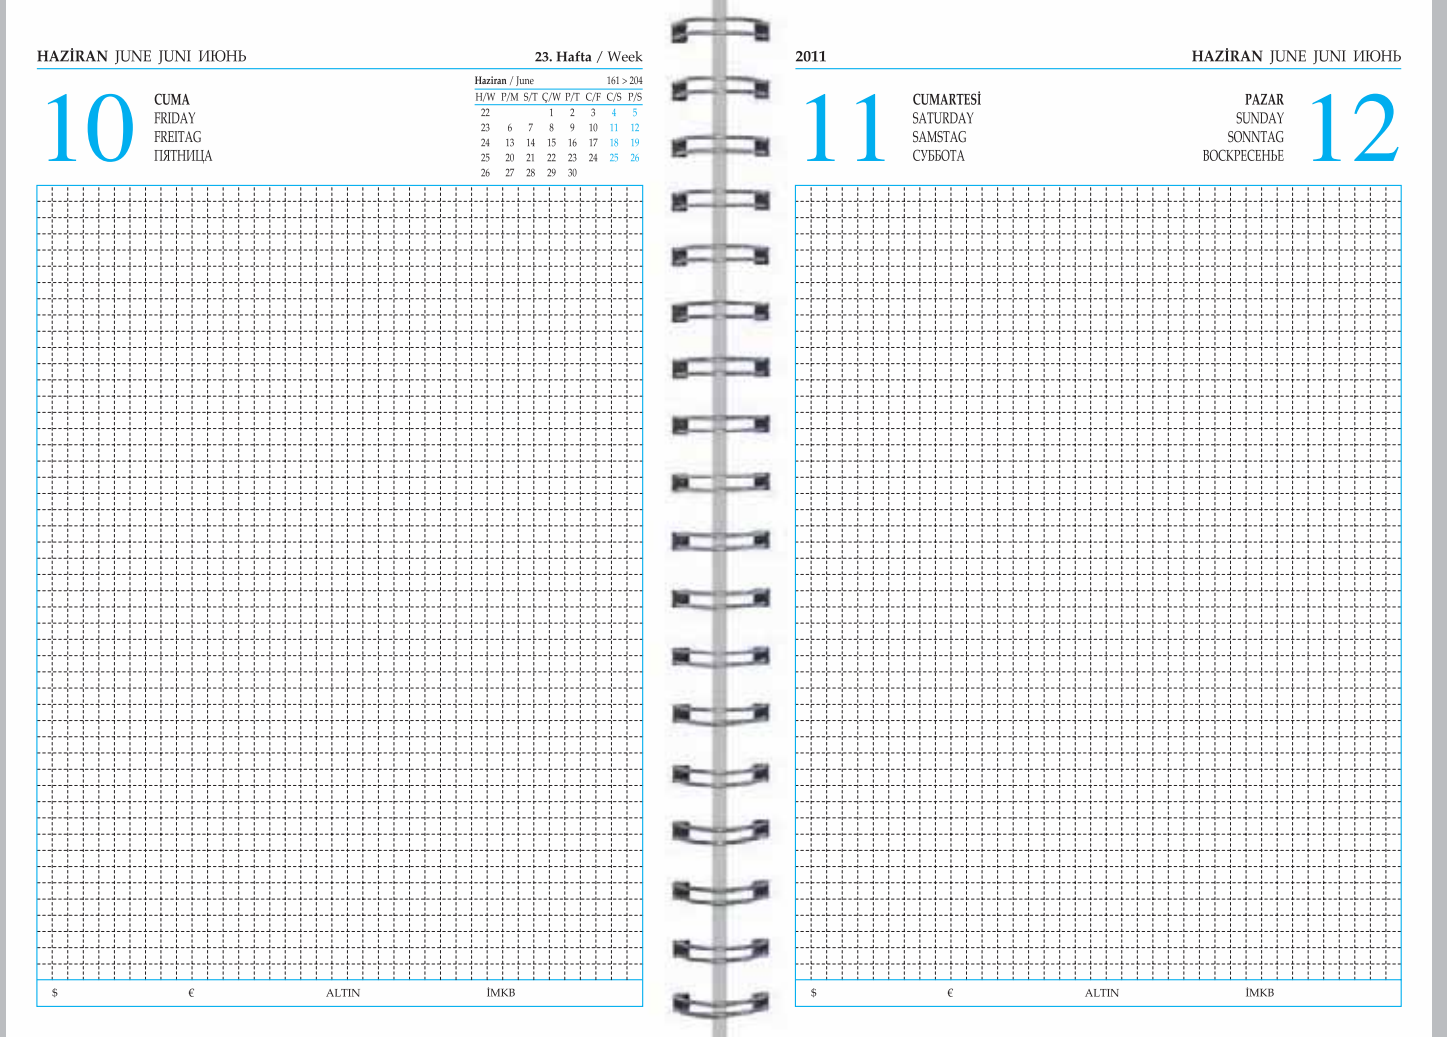 HAZİRAN JUNE JUNI ИЮНЬ
23. Hafta / Week
10
CUMA
FRIDAY
FREITAG
ПЯТНИЦА
Haziran / June 161 > 204
H/W P/M S/T Ç/W P/T C/F C/S P/S
22 1 2 3 4 5
23 6 7 8 9 10 11 12
24 13 14 15 16 17 18 19
25 20 21 22 23 24 25 26
26 27 28 29 30
$ € ALTIN İMKB
2011
HAZİRAN JUNE JUNI ИЮНЬ
11
CUMARTESİ
SATURDAY
SAMSTAG
СУББОТА
PAZAR
SUNDAY
SONNTAG
ВОСКРЕСЕНЬЕ
12
$ € ALTIN İMKB